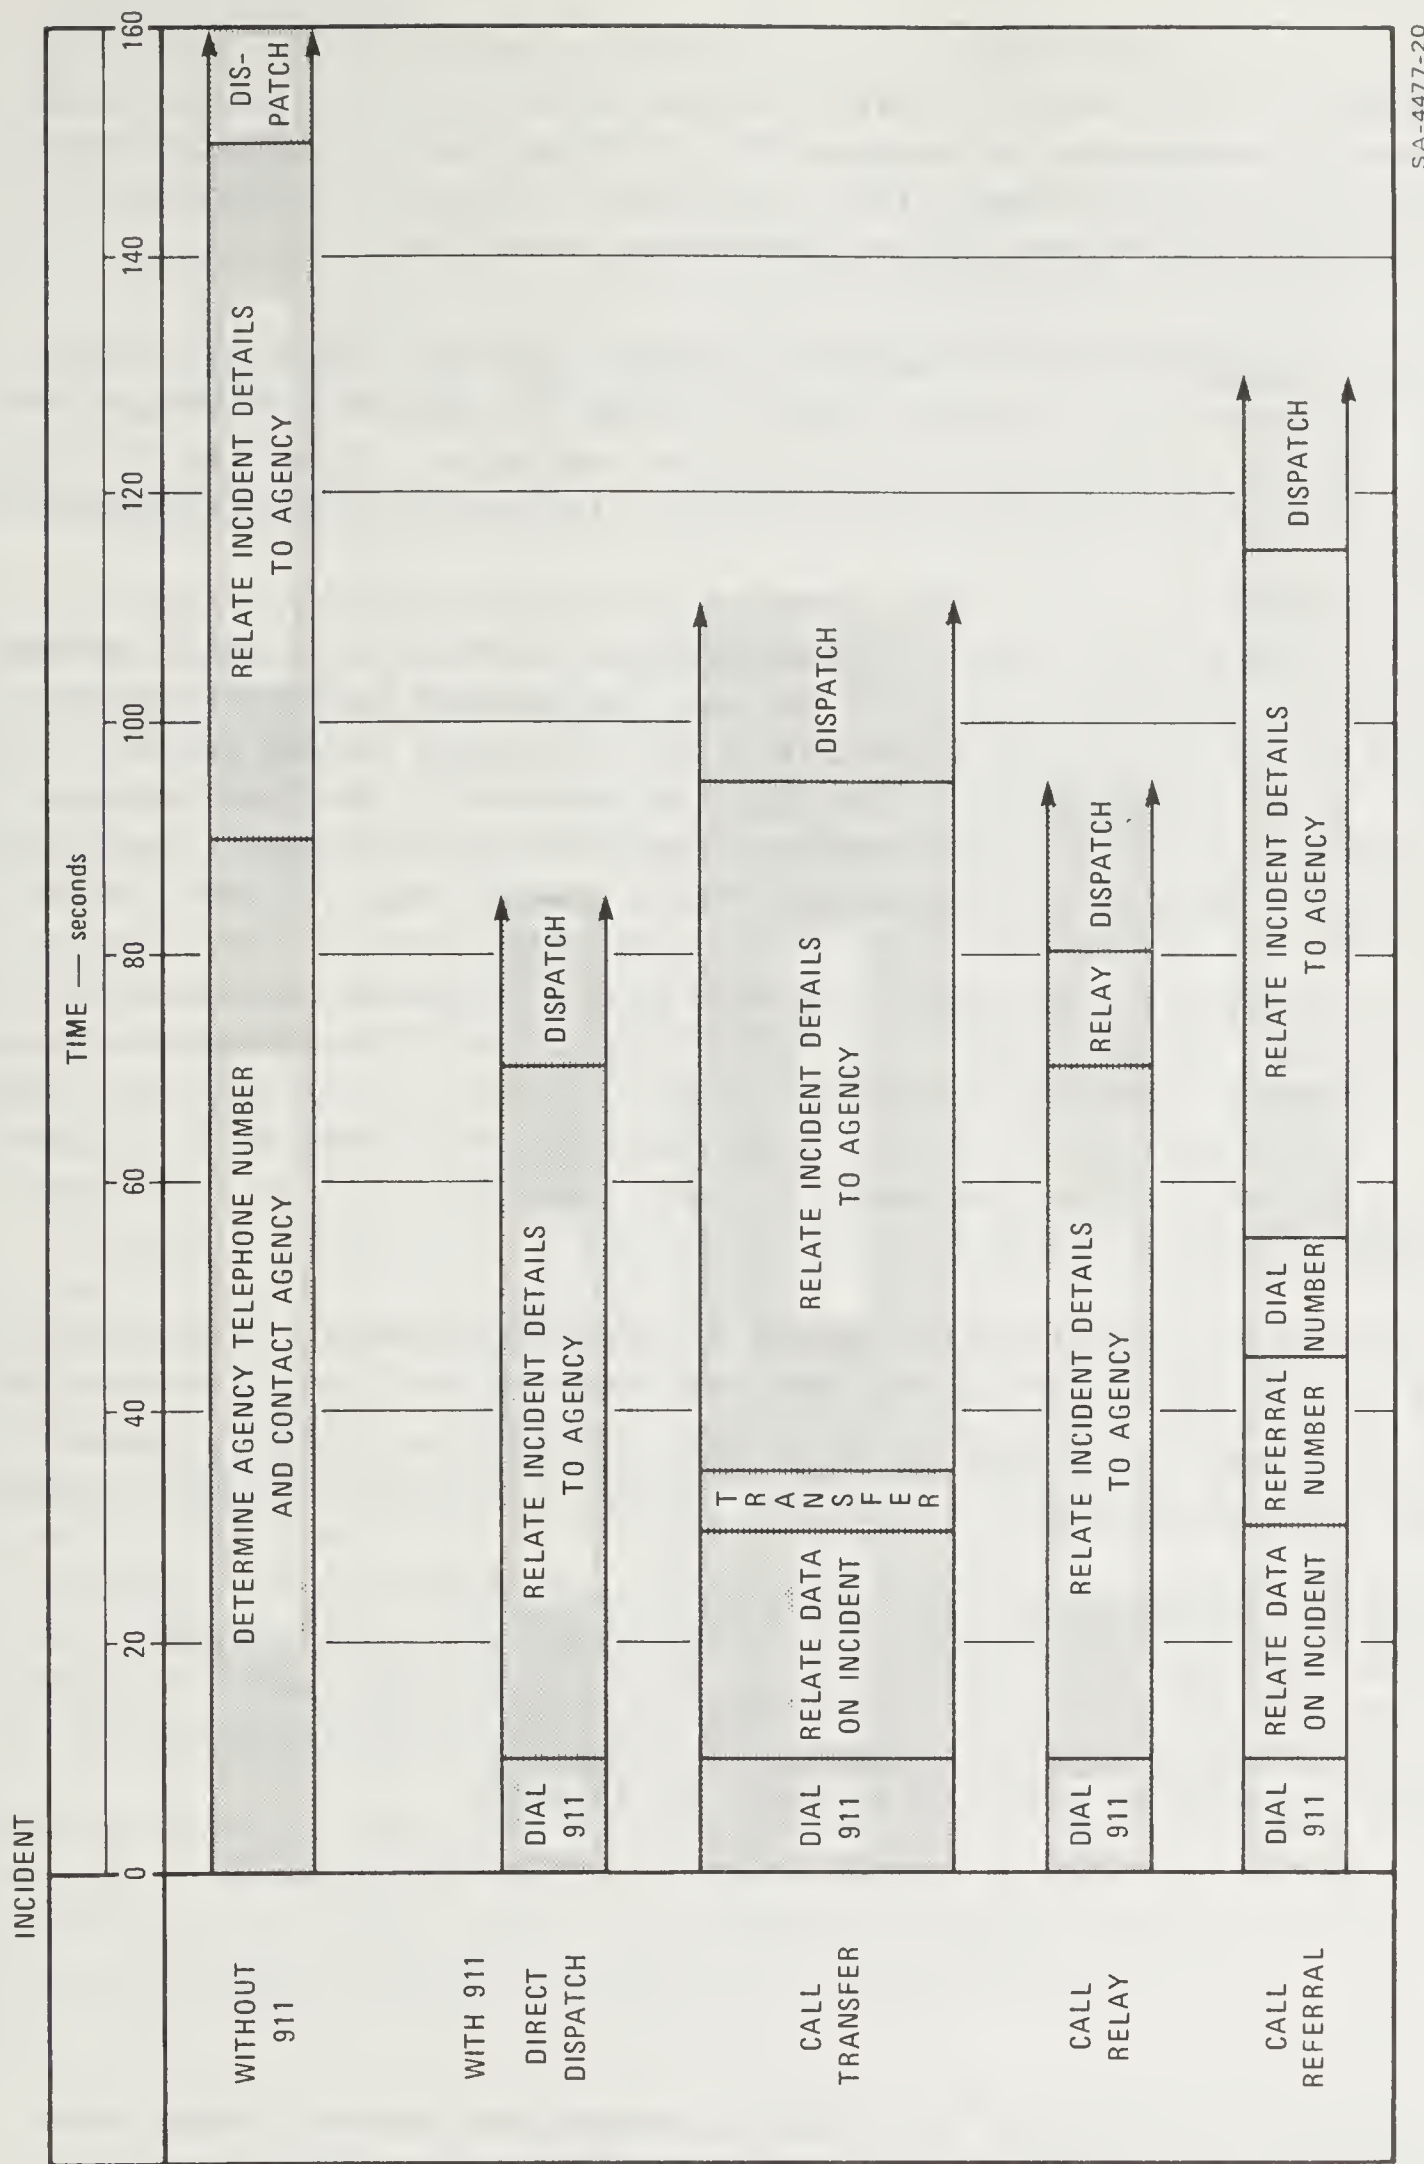 INCIDENT
TIME — seconds
0 20 40 60 80 100 120 140 160
WITHOUT
911
DETERMINE AGENCY TELEPHONE NUMBER
AND CONTACT AGENCY
RELATE INCIDENT DETAILS
TO AGENCY
DIS-
PATCH
WITH 911
DIRECT
DISPATCH
DIAL
911
RELATE INCIDENT DETAILS
TO AGENCY
DISPATCH
CALL
TRANSFER
DIAL
911
RELATE DATA
ON INCIDENT
TRANSFER
RELATE INCIDENT DETAILS
TO AGENCY
DISPATCH
CALL
RELAY
DIAL
911
RELATE INCIDENT DETAILS
TO AGENCY
RELAY
DISPATCH
CALL
REFERRAL
DIAL
911
RELATE DATA
ON INCIDENT
REFERRAL
NUMBER
DIAL
NUMBER
RELATE INCIDENT DETAILS
TO AGENCY
DISPATCH
SA-4477-20